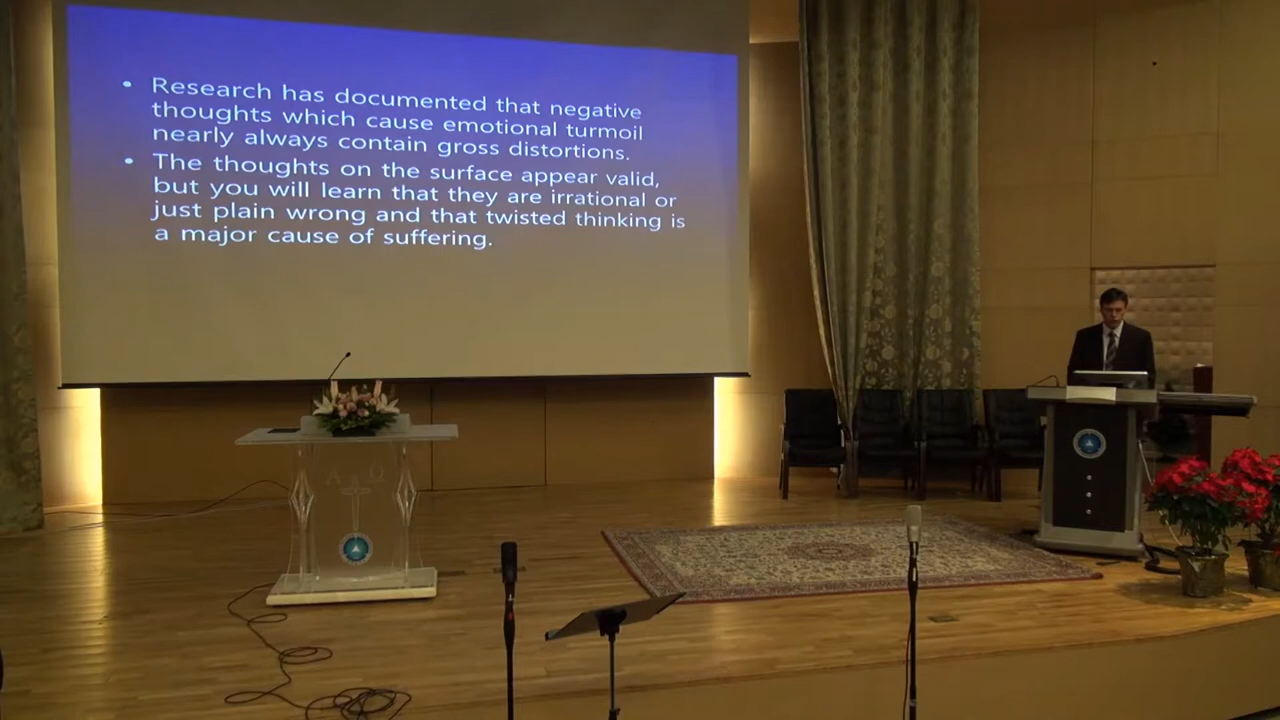 • Research has documented that negative
thoughts which cause emotional turmoil
nearly always contain gross distortions.
• The thoughts on the surface appear valid,
but you will learn that they are irrational or
just plain wrong and that twisted thinking is
a major cause of suffering.